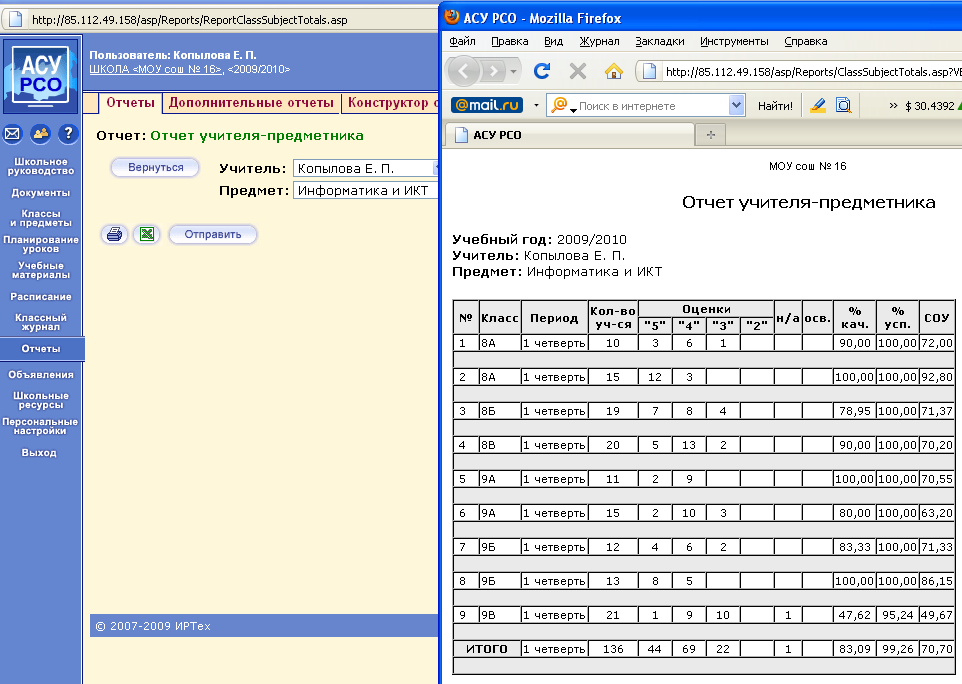 http://85.112.49.158/asp/Reports/ReportClassSubjectTotals.asp
АСУ РСО
Пользователь: Копылова Е. П.
ШКОЛА <МОУ сош № 16>, <2009/2010>
Отчеты Дополнительные отчеты Конструктор
Отчет: Отчет учителя-предметника
Вернуться Учитель: Копылова Е. П.
Предмет: Информатика и ИКТ
Отправить
?
Школьное
руководство
Документы
Классы
и предметы
Планирование
уроков
Учебные
материалы
Расписание
Классный
журнал
Отчеты
Объявления
Школьные
ресурсы
Персональные
настройки
Выход
© 2007-2009 ИРТех
АСУ РСО - Mozilla Firefox
Файл Правка Вид Журнал Закладки Инструменты Справка
http://85.112.49.158/asp/Reports/ClassSubjectTotals.asp?
@mail.ru Поиск в интернете Найти! » $ 30.4392
АСУ РСО
МОУ сош № 16
Отчет учителя-предметника
Учебный год: 2009/2010
Учитель: Копылова Е. П.
Предмет: Информатика и ИКТ
№ Класс Период Кол-во уч-ся Оценки "5" "4" "3" "2" н/а осв. % кач. % усп. СОУ
1 8А 1 четверть 10 3 6 1 90,00 100,00 72,00
2 8А 1 четверть 15 12 3 100,00 100,00 92,80
3 8Б 1 четверть 19 7 8 4 78,95 100,00 71,37
4 8В 1 четверть 20 5 13 2 90,00 100,00 70,20
5 9А 1 четверть 11 2 9 100,00 100,00 70,55
6 9А 1 четверть 15 2 10 3 80,00 100,00 63,20
7 9Б 1 четверть 12 4 6 2 83,33 100,00 71,33
8 9Б 1 четверть 13 8 5 100,00 100,00 86,15
9 9В 1 четверть 21 1 9 10 1 47,62 95,24 49,67
ИТОГО 1 четверть 136 44 69 22 1 83,09 99,26 70,70